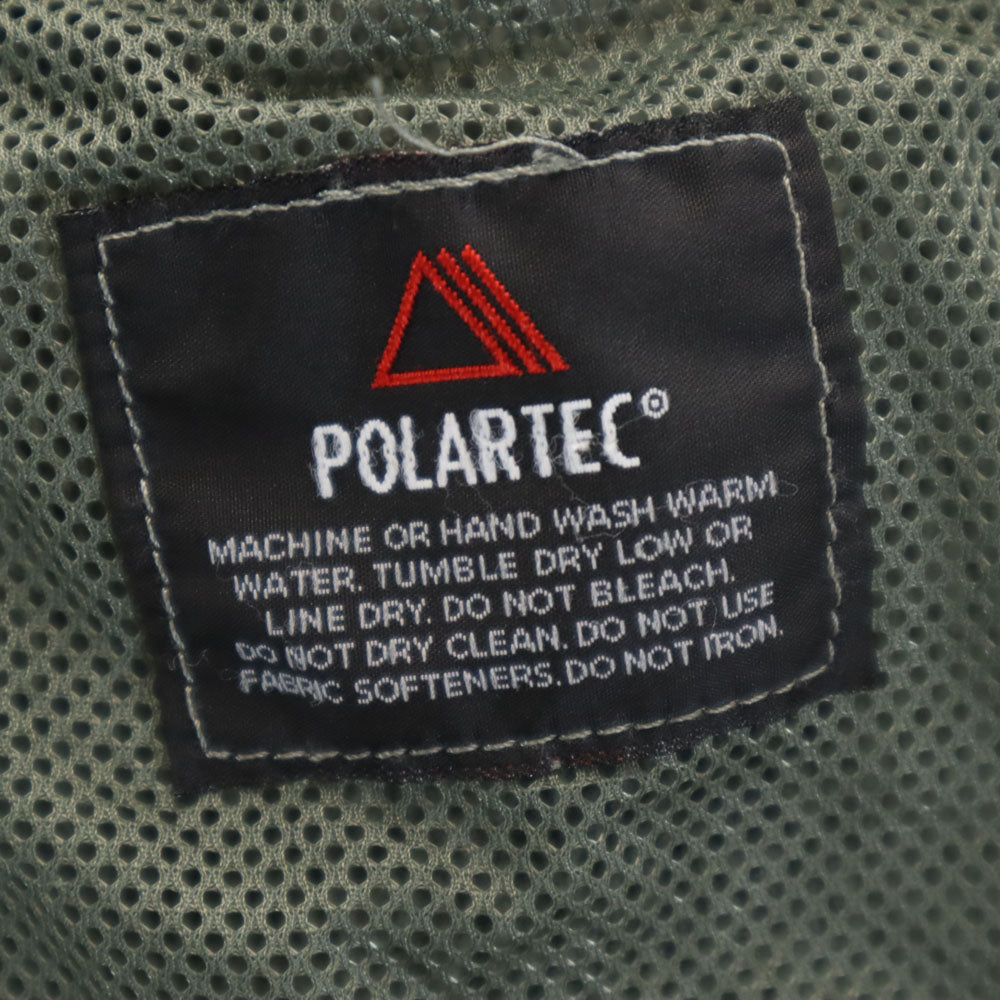 POLARTEC®
MACHINE OR HAND WASH WARM
WATER. TUMBLE DRY LOW OR
LINE DRY. DO NOT BLEACH.
DO NOT DRY CLEAN. DO NOT USE
FABRIC SOFTENERS. DO NOT IRON.